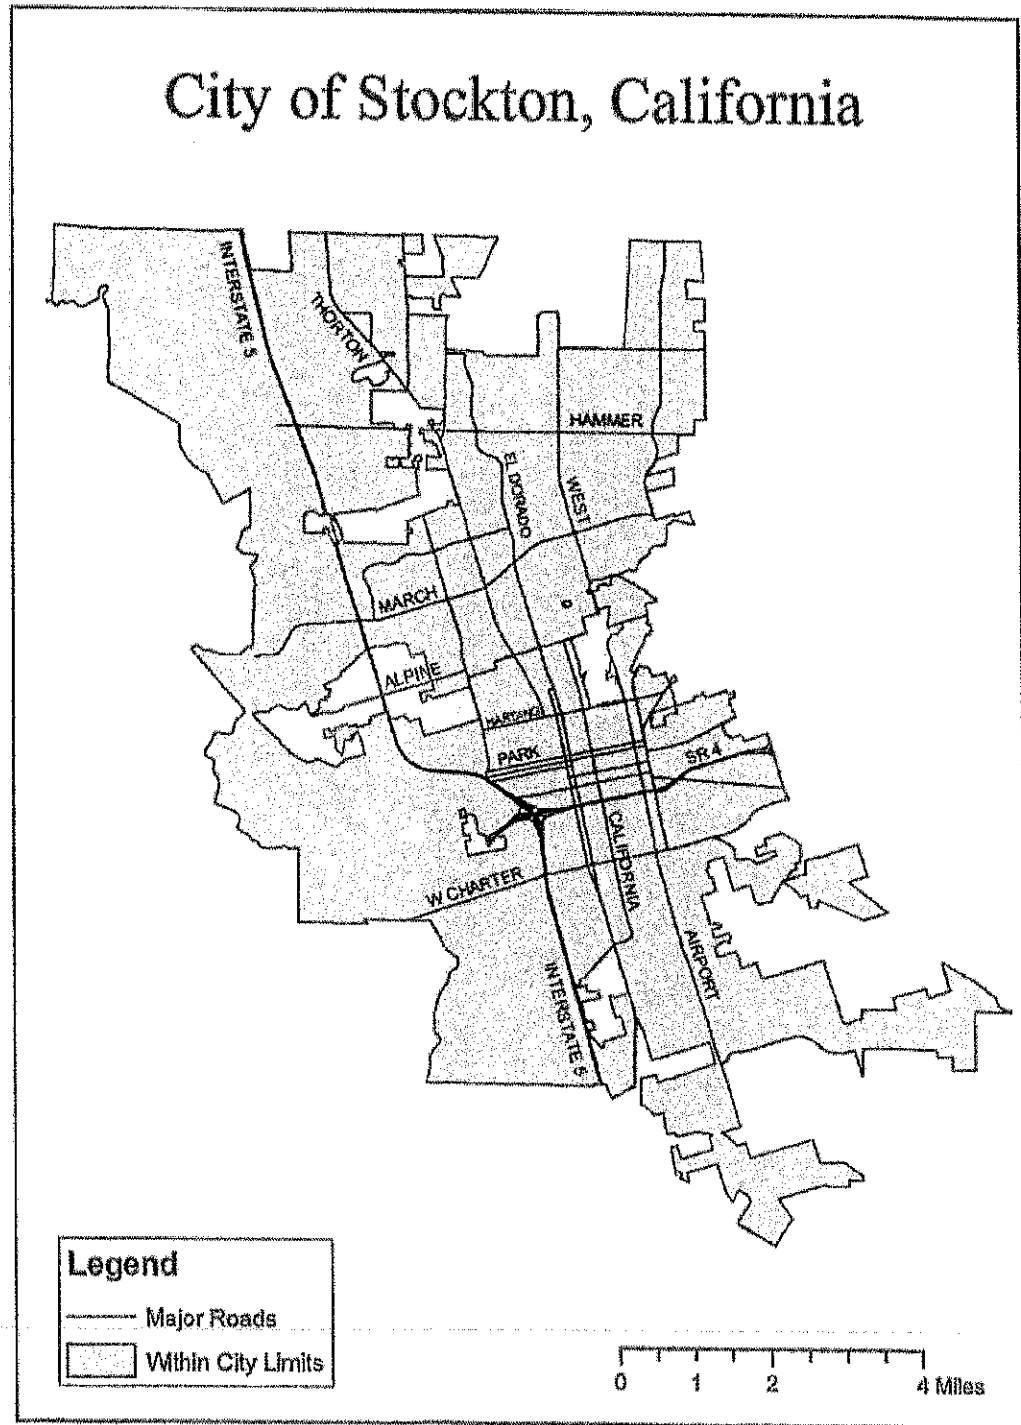 City of Stockton, California
INTERSTATE 5
THORTON
HAMMER
EL DORADO
WEST
MARCH
ALPINE
PARK
SR 4
CALIFORNIA
W CHARTER
AIRPORT
INTERSTATE 5
Legend
Major Roads
Within City Limits
0 1 2 4 Miles